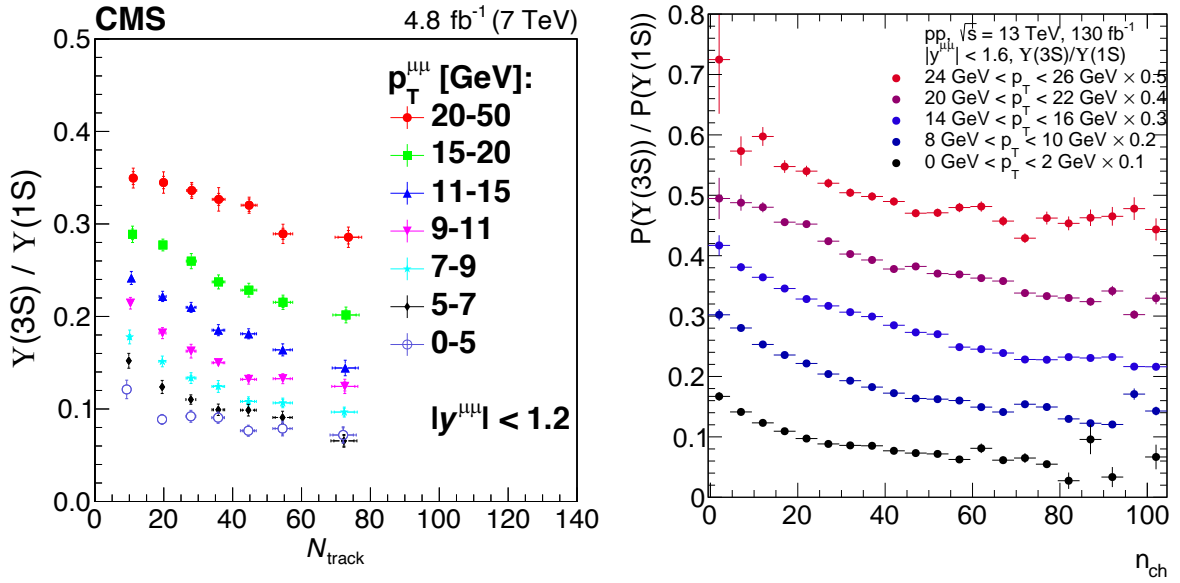 CMS
4.8 fb⁻¹ (7 TeV)
ϒ(3S) / ϒ(1S)
0.5
0.4
0.3
0.2
0.1
0.0
p_T^μμ [GeV]:
20-50
15-20
11-15
9-11
7-9
5-7
0-5
|y^μμ| < 1.2
0 20 40 60 80 100 120 140
N_track
P(ϒ(3S)) / P(ϒ(1S))
0.8
0.7
0.6
0.5
0.4
0.3
0.2
0.1
0
pp, √s = 13 TeV, 130 fb⁻¹
|y^μμ| < 1.6, ϒ(3S)/ϒ(1S)
24 GeV < p_T < 26 GeV × 0.5
20 GeV < p_T < 22 GeV × 0.4
14 GeV < p_T < 16 GeV × 0.3
8 GeV < p_T < 10 GeV × 0.2
0 GeV < p_T < 2 GeV × 0.1
0 20 40 60 80 100
n_ch